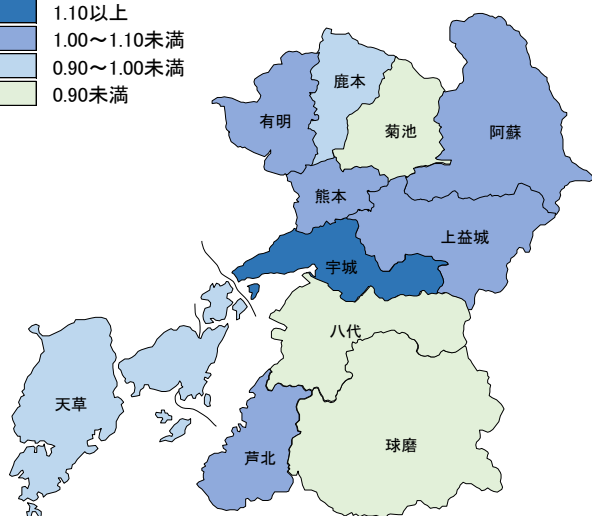 1.10以上
1.00～1.10未満
0.90～1.00未満
0.90未満
鹿本
有明
菊池
阿蘇
熊本
上益城
宇城
八代
天草
球磨
芦北